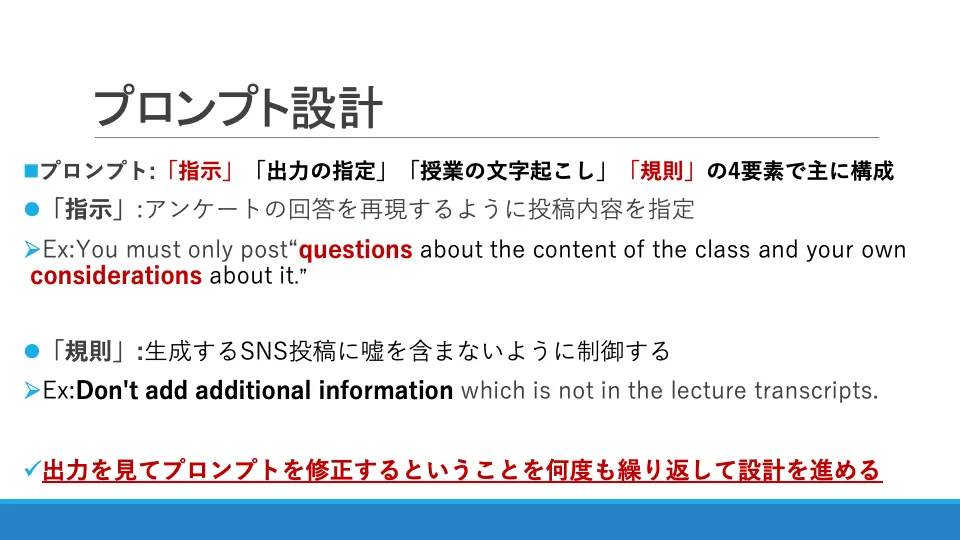 プロンプト設計
プロンプト:「指示」「出力の指定」「授業の文字起こし」「規則」の4要素で主に構成
「指示」:アンケートの回答を再現するように投稿内容を指定
Ex:You must only post“questions about the content of the class and your own
considerations about it.”
「規則」:生成するSNS投稿に嘘を含まないように制御する
Ex:Don't add additional information which is not in the lecture transcripts.
出力を見てプロンプトを修正するということを何度も繰り返して設計を進める